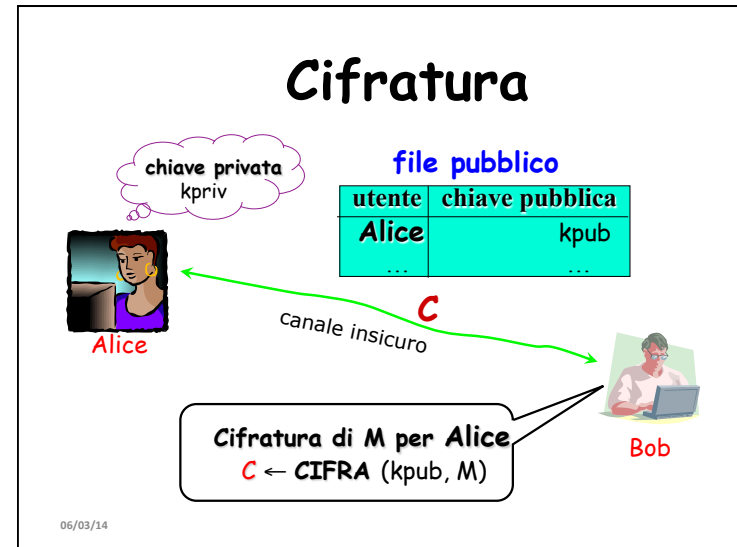 Cifratura
chiave privata
kpriv
file pubblico
utente chiave pubblica
Alice kpub
... ...
Alice
C
canale insicuro
Bob
Cifratura di M per Alice
C ← CIFRA (kpub, M)
06/03/14